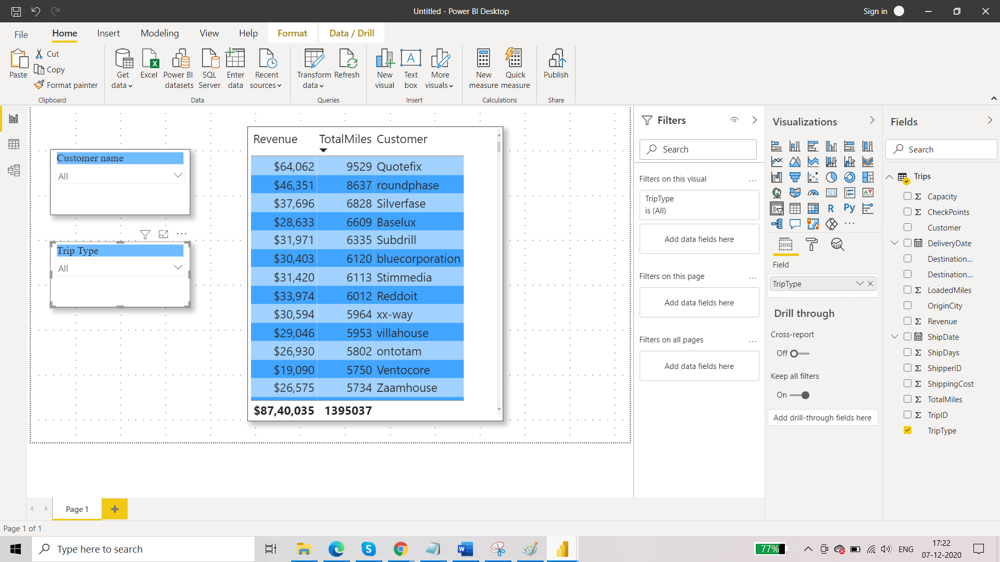 Untitled - Power BI Desktop
Sign in
File
Home
Insert
Modeling
View
Help
Format
Data / Drill
Paste
Cut
Copy
Format painter
Clipboard
Get data
Excel
Power BI datasets
SQL Server
Enter data
Recent sources
Data
Transform data
Refresh
Queries
New visual
Text box
More visuals
Insert
New measure
Quick measure
Calculations
Publish
Share
Customer name
All
Trip Type
All
Revenue TotalMiles Customer
$64,062 9529 Quotefix
$46,351 8637 roundphase
$37,696 6828 Silverfase
$28,633 6609 Baselux
$31,971 6335 Subdrill
$30,403 6120 bluecorporation
$31,420 6113 Stimmedia
$33,974 6012 Reddoit
$30,594 5964 xx-way
$29,046 5953 villahouse
$26,930 5802 ontotam
$19,090 5750 Ventocore
$26,575 5734 Zaamhouse
$87,40,035 1395037
Filters
Search
Filters on this visual ...
TripType
is (All)
Add data fields here
Filters on this page ...
Add data fields here
Filters on all pages ...
Add data fields here
Visualizations
123
R
Py
...
Field
TripType
Drill through
Cross-report
Off
Keep all filters
On
Add drill-through fields here
Fields
Search
Trips
Σ Capacity
Σ CheckPoints
Customer
DeliveryDate
Destination...
Destination...
Σ LoadedMiles
OriginCity
Σ Revenue
ShipDate
Σ ShipDays
Σ ShipperID
Σ ShippingCost
Σ TotalMiles
Σ TripID
TripType
Page 1
+
Page 1 of 1
Type here to search
77%
ENG
17:22
07-12-2020